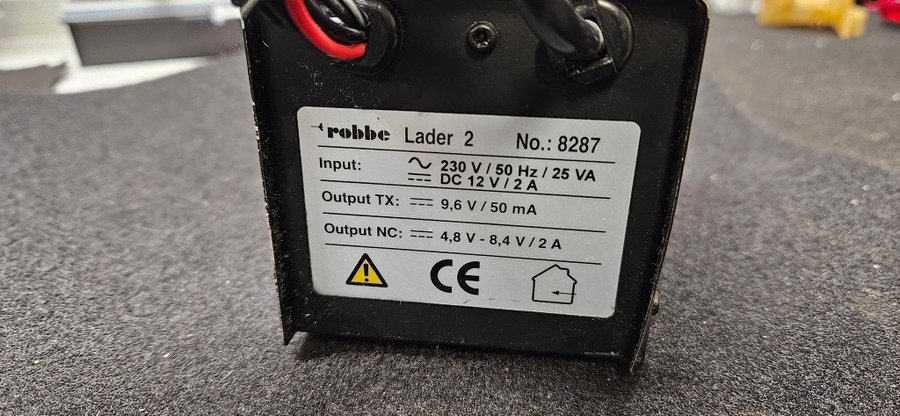 robbe Lader 2 No.: 8287
Input: 230 V / 50 Hz / 25 VA
DC 12 V / 2 A
Output TX: 9,6 V / 50 mA
Output NC: 4,8 V - 8,4 V / 2 A
CE